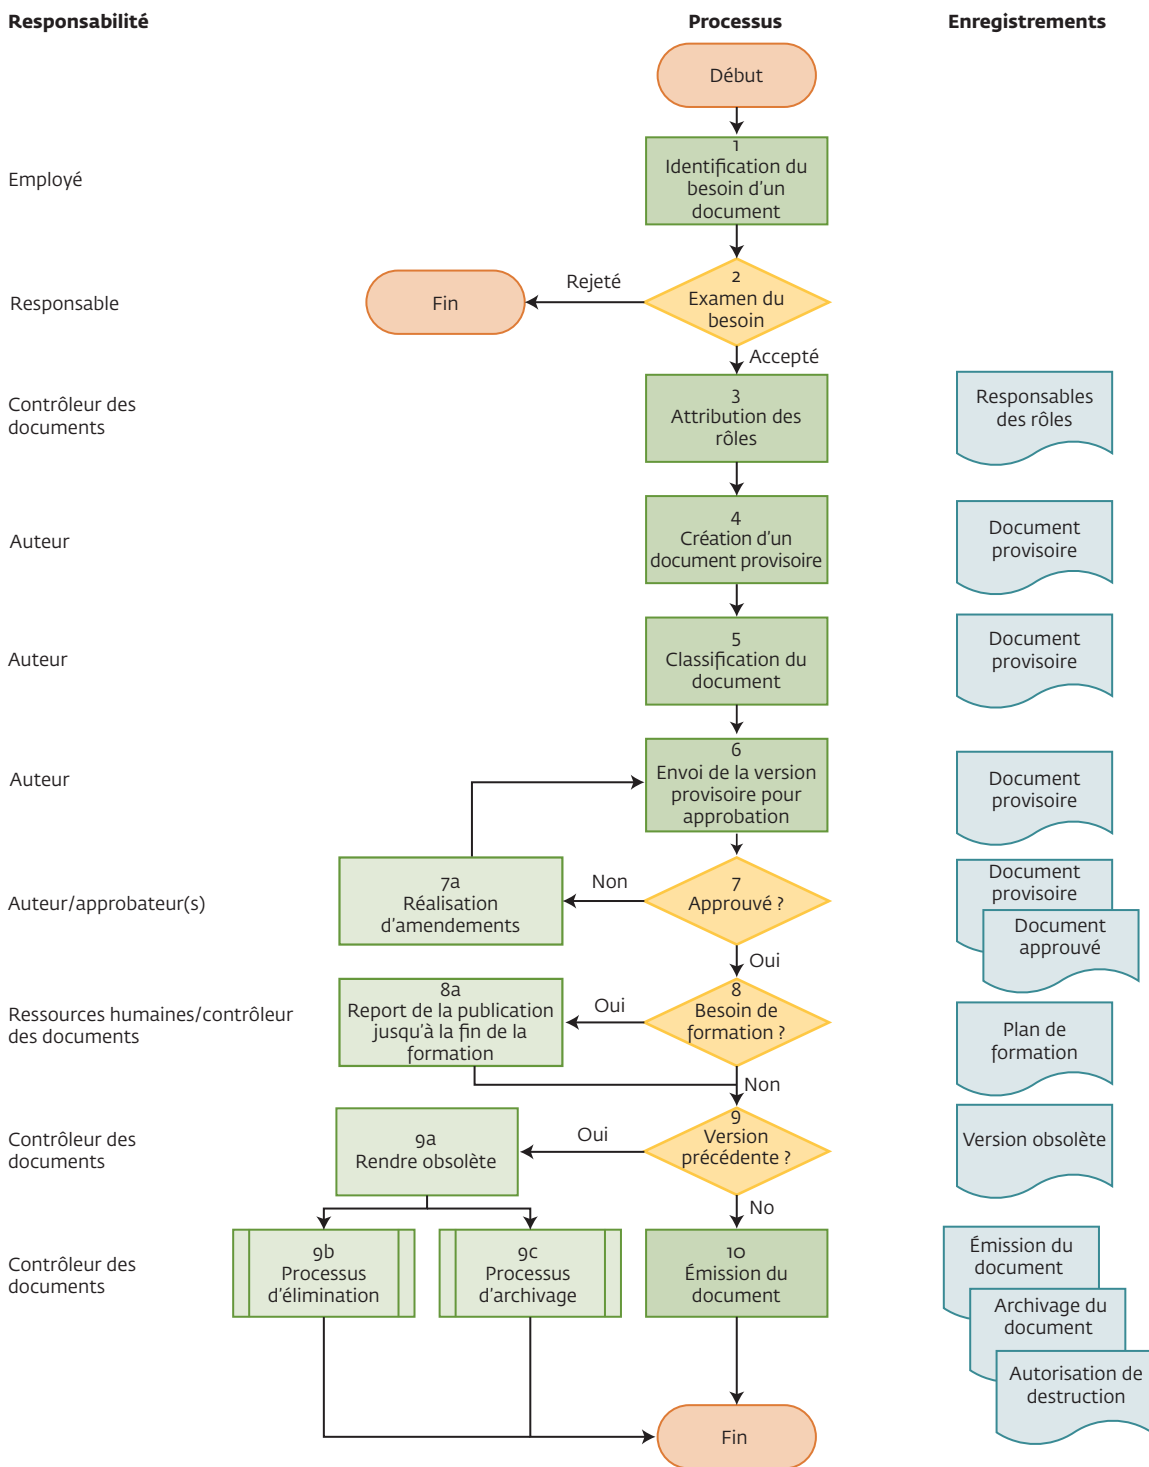 Responsabilité
Processus
Enregistrements
Début
Employé
1
Identification du
besoin d'un
document
Responsable
Fin
Rejeté
2
Examen du
besoin
Accepté
Contrôleur des
documents
3
Attribution des
rôles
Responsables
des rôles
Auteur
4
Création d'un
document provisoire
Document
provisoire
Auteur
5
Classification du
document
Document
provisoire
Auteur
6
Envoi de la version
provisoire pour
approbation
Document
provisoire
Auteur/approbateur(s)
7a
Réalisation
d'amendements
Non
7
Approuvé ?
Oui
Document
provisoire
Document
approuvé
Ressources humaines/contrôleur
des documents
8a
Report de la publication
jusqu'à la fin de la
formation
Oui
8
Besoin de
formation ?
Non
Plan de
formation
Contrôleur des
documents
9a
Rendre obsolète
Oui
9
Version
précédente ?
No
Version obsolète
Contrôleur des
documents
9b
Processus
d'élimination
9c
Processus
d'archivage
10
Émission du
document
Émission du
document
Archivage du
document
Autorisation de
destruction
Fin